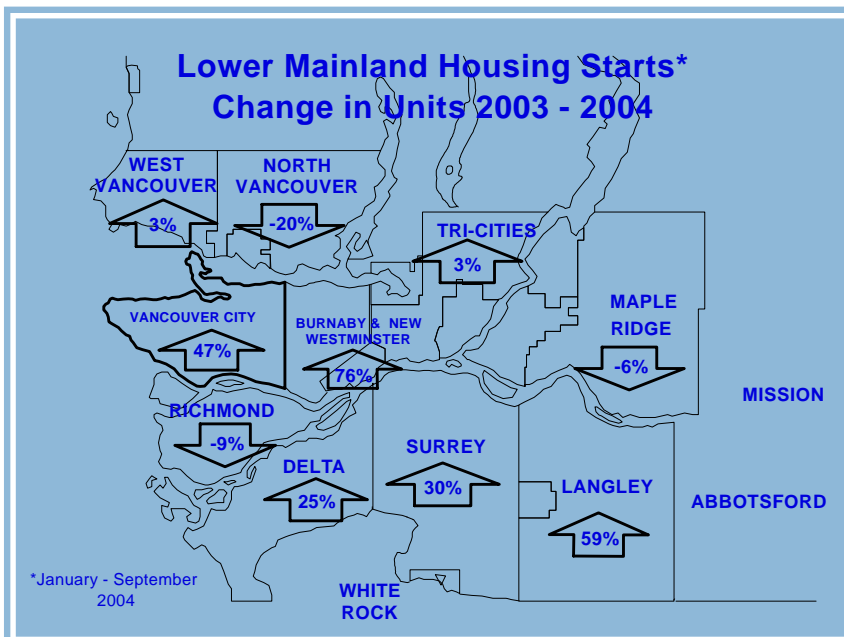 Lower Mainland Housing Starts*
Change in Units 2003 - 2004
WEST
VANCOUVER
3%
NORTH
VANCOUVER
-20%
TRI-CITIES
3%
VANCOUVER CITY
47%
BURNABY & NEW
WESTMINSTER
76%
MAPLE
RIDGE
-6%
MISSION
RICHMOND
-9%
DELTA
25%
SURREY
30%
LANGLEY
59%
ABBOTSFORD
*January - September
2004
WHITE
ROCK